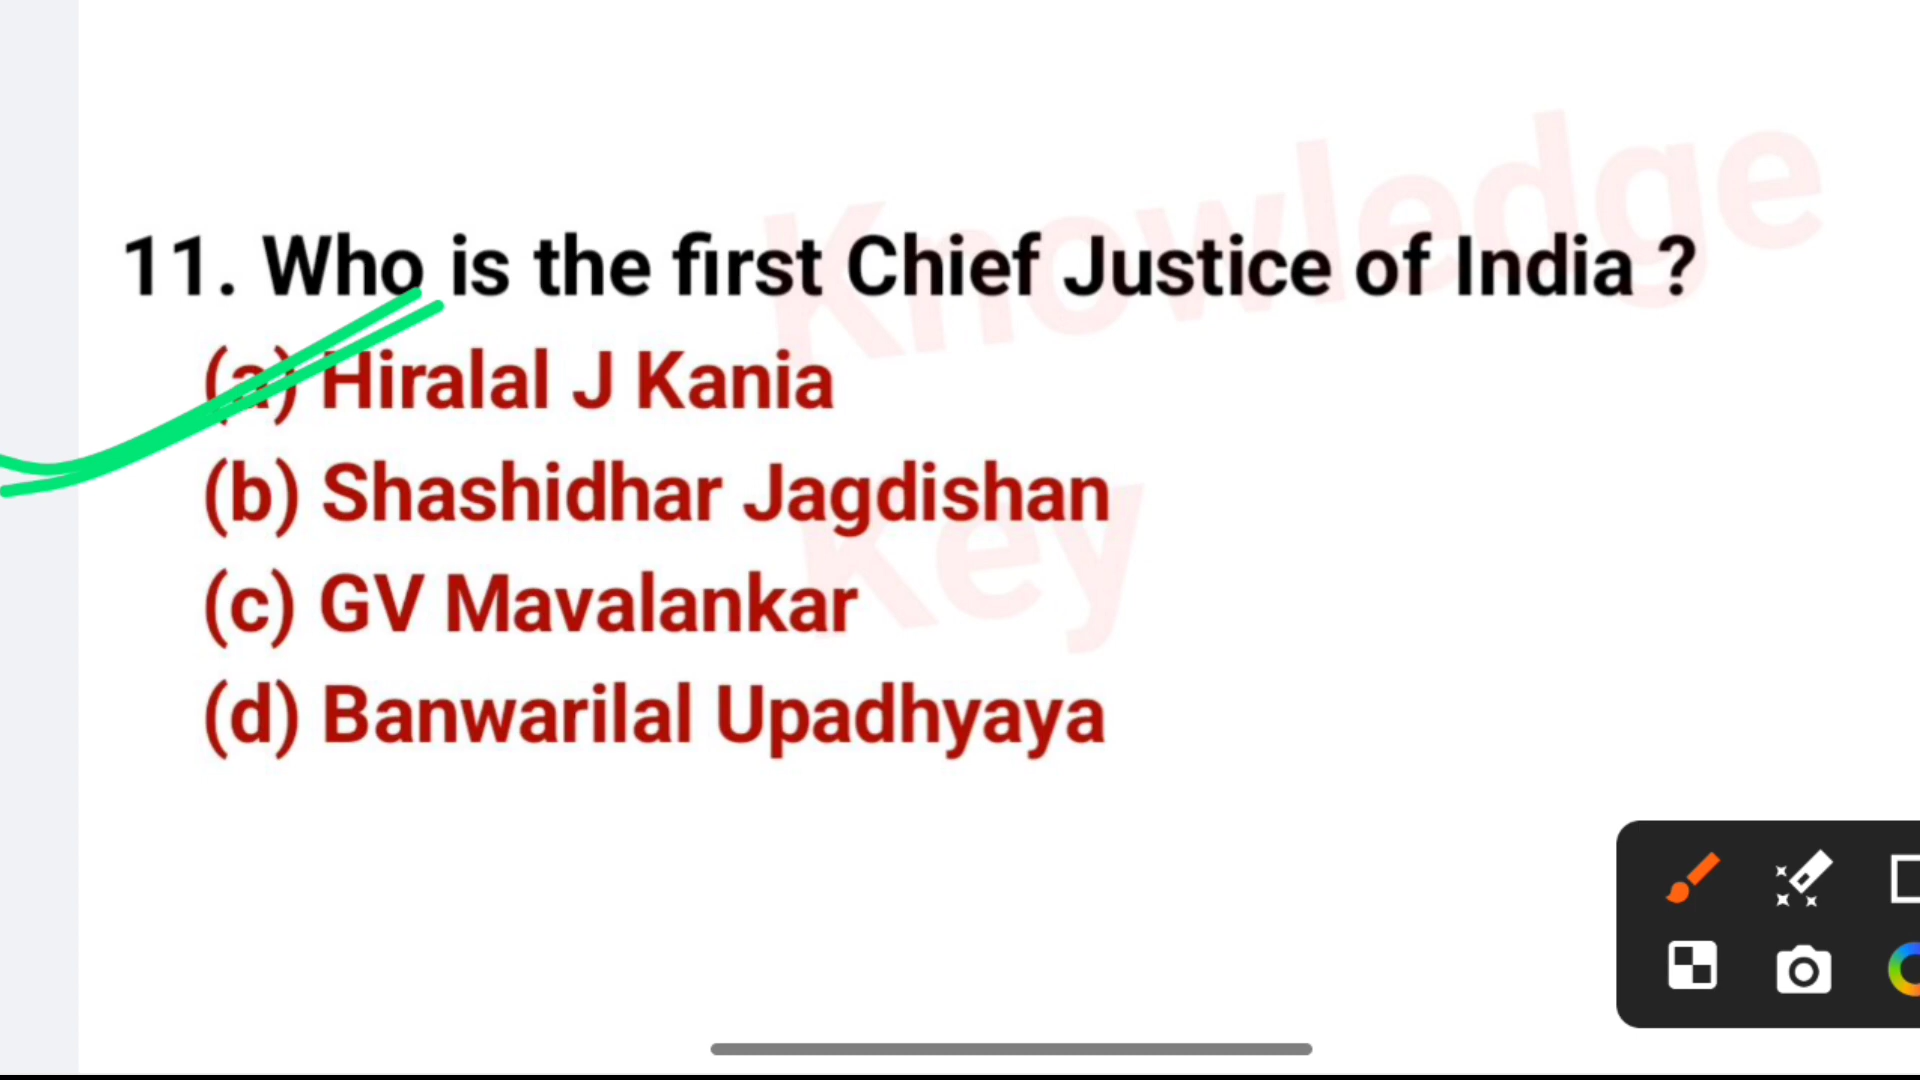 Knowledge
Key
11. Who is the first Chief Justice of India ?
(a) Hiralal J Kania
(b) Shashidhar Jagdishan
(c) GV Mavalankar
(d) Banwarilal Upadhyaya